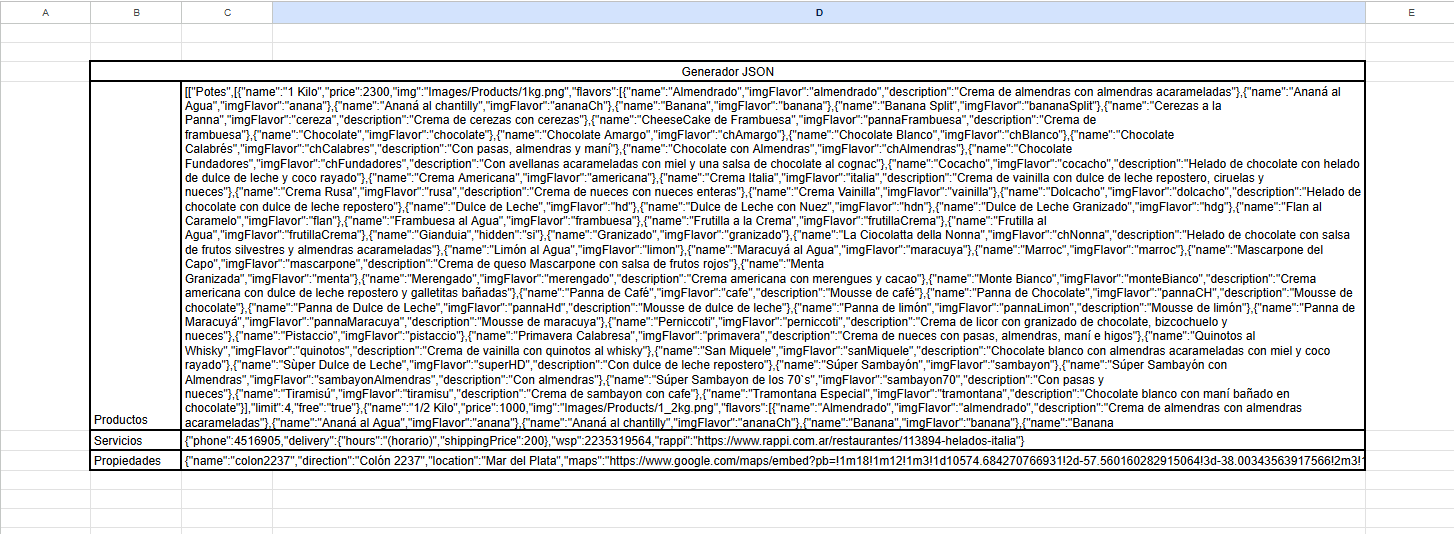 A B C D E
Generador JSON
[["Potes",[{"name":"1 Kilo","price":2300,"img":"Images/Products/1kg.png","flavors":[{"name":"Almendrado","imgFlavor":"almendrado","description":"Crema de almendras con almendras acarameladas"},{"name":"Ananá al
Agua","imgFlavor":"anana"},{"name":"Ananá al chantilly","imgFlavor":"ananaCh"},{"name":"Banana","imgFlavor":"banana"},{"name":"Banana Split","imgFlavor":"bananaSplit"},{"name":"Cerezas a la
Panna","imgFlavor":"cereza","description":"Crema de cerezas con cerezas"},{"name":"CheeseCake de Frambuesa","imgFlavor":"pannaFrambuesa","description":"Crema de
frambuesa"},{"name":"Chocolate","imgFlavor":"chocolate"},{"name":"Chocolate Amargo","imgFlavor":"chAmargo"},{"name":"Chocolate Blanco","imgFlavor":"chBlanco"},{"name":"Chocolate
Calabrés","imgFlavor":"chCalabres","description":"Con pasas, almendras y maní"},{"name":"Chocolate con Almendras","imgFlavor":"chAlmendras"},{"name":"Chocolate
Fundadores","imgFlavor":"chFundadores","description":"Con avellanas acarameladas con miel y una salsa de chocolate al cognac"},{"name":"Cocacho","imgFlavor":"cocacho","description":"Helado de chocolate con helado
de dulce de leche y coco rayado"},{"name":"Crema Americana","imgFlavor":"americana"},{"name":"Crema Italia","imgFlavor":"italia","description":"Crema de vainilla con dulce de leche repostero, ciruelas y
nueces"},{"name":"Crema Rusa","imgFlavor":"rusa","description":"Crema de nueces con nueces enteras"},{"name":"Crema Vainilla","imgFlavor":"vainilla"},{"name":"Dolcacho","imgFlavor":"dolcacho","description":"Helado de
chocolate con dulce de leche repostero"},{"name":"Dulce de Leche","imgFlavor":"hd"},{"name":"Dulce de Leche con Nuez","imgFlavor":"hdn"},{"name":"Dulce de Leche Granizado","imgFlavor":"hdg"},{"name":"Flan al
Caramelo","imgFlavor":"flan"},{"name":"Frambuesa al Agua","imgFlavor":"frambuesa"},{"name":"Frutilla a la Crema","imgFlavor":"frutillaCrema"},{"name":"Frutilla al
Agua","imgFlavor":"frutillaCrema"},{"name":"Gianduia","hidden":"si"},{"name":"Granizado","imgFlavor":"granizado"},{"name":"La Ciocolatta della Nonna","imgFlavor":"chNonna","description":"Helado de chocolate con salsa
de frutos silvestres y almendras acarameladas"},{"name":"Limón al Agua","imgFlavor":"limon"},{"name":"Maracuyá al Agua","imgFlavor":"maracuya"},{"name":"Marroc","imgFlavor":"marroc"},{"name":"Mascarpone del
Capo","imgFlavor":"mascarpone","description":"Crema de queso Mascarpone con salsa de frutos rojos"},{"name":"Menta
Granizada","imgFlavor":"menta"},{"name":"Merengado","imgFlavor":"merengado","description":"Crema americana con merengues y cacao"},{"name":"Monte Bianco","imgFlavor":"monteBianco","description":"Crema
americana con dulce de leche repostero y galletitas bañadas"},{"name":"Panna de Café","imgFlavor":"cafe","description":"Mousse de café"},{"name":"Panna de Chocolate","imgFlavor":"pannaCH","description":"Mousse de
chocolate"},{"name":"Panna de Dulce de Leche","imgFlavor":"pannaHd","description":"Mousse de dulce de leche"},{"name":"Panna de limón","imgFlavor":"pannaLimon","description":"Mousse de limón"},{"name":"Panna de
Maracuyá","imgFlavor":"pannaMaracuya","description":"Mousse de maracuya"},{"name":"Perniccoti","imgFlavor":"perniccoti","description":"Crema de licor con granizado de chocolate, bizcochuelo y
nueces"},{"name":"Pistaccio","imgFlavor":"pistaccio"},{"name":"Primavera Calabresa","imgFlavor":"primavera","description":"Crema de nueces con pasas, almendras, maní e higos"},{"name":"Quinotos al
Whisky","imgFlavor":"quinotos","description":"Crema de vainilla con quinotos al whisky"},{"name":"San Miquele","imgFlavor":"sanMiquele","description":"Chocolate blanco con almendras acarameladas con miel y coco
rayado"},{"name":"Sùper Dulce de Leche","imgFlavor":"superHD","description":"Con dulce de leche repostero"},{"name":"Súper Sambayón","imgFlavor":"sambayon"},{"name":"Súper Sambayón con
Almendras","imgFlavor":"sambayonAlmendras","description":"Con almendras"},{"name":"Súper Sambayon de los 70`s","imgFlavor":"sambayon70","description":"Con pasas y
nueces"},{"name":"Tiramisú","imgFlavor":"tiramisu","description":"Crema de sambayon con cafe"},{"name":"Tramontana Especial","imgFlavor":"tramontana","description":"Chocolate blanco con maní bañado en
chocolate"}],"limit":4,"free":"true"},{"name":"1/2 Kilo","price":1000,"img":"Images/Products/1_2kg.png","flavors":[{"name":"Almendrado","imgFlavor":"almendrado","description":"Crema de almendras con almendras
acarameladas"},{"name":"Ananá al Agua","imgFlavor":"anana"},{"name":"Ananá al chantilly","imgFlavor":"ananaCh"},{"name":"Banana","imgFlavor":"banana"},{"name":"Banana
Productos
Servicios {"phone":4516905,"delivery":{"hours":"(horario)","shippingPrice":200},"wsp":2235319564,"rappi":"https://www.rappi.com.ar/restaurantes/113894-helados-italia"}
Propiedades {"name":"colon2237","direction":"Colón 2237","location":"Mar del Plata","maps":"https://www.google.com/maps/embed?pb=!1m18!1m12!1m3!1d10574.684270766931!2d-57.560160282915064!3d-38.00343563917566!2m3!